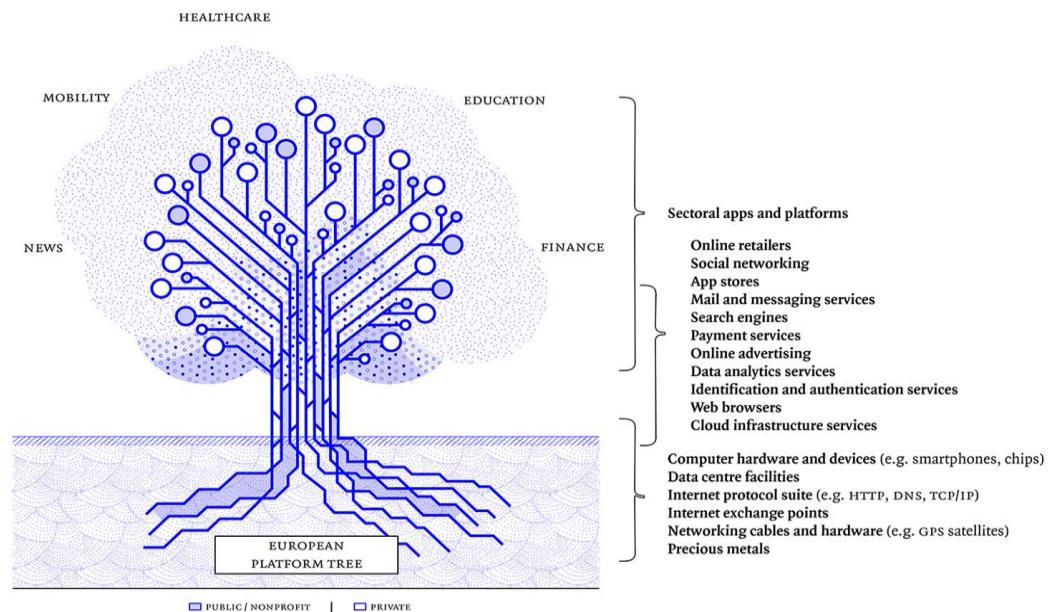 HEALTHCARE
MOBILITY
EDUCATION
NEWS
FINANCE
Sectoral apps and platforms
Online retailers
Social networking
App stores
Mail and messaging services
Search engines
Payment services
Online advertising
Data analytics services
Identification and authentication services
Web browsers
Cloud infrastructure services
Computer hardware and devices (e.g. smartphones, chips)
Data centre facilities
Internet protocol suite (e.g. HTTP, DNS, TCP/IP)
Internet exchange points
Networking cables and hardware (e.g. GPS satellites)
Precious metals
EUROPEAN
PLATFORM TREE
PUBLIC / NONPROFIT | PRIVATE